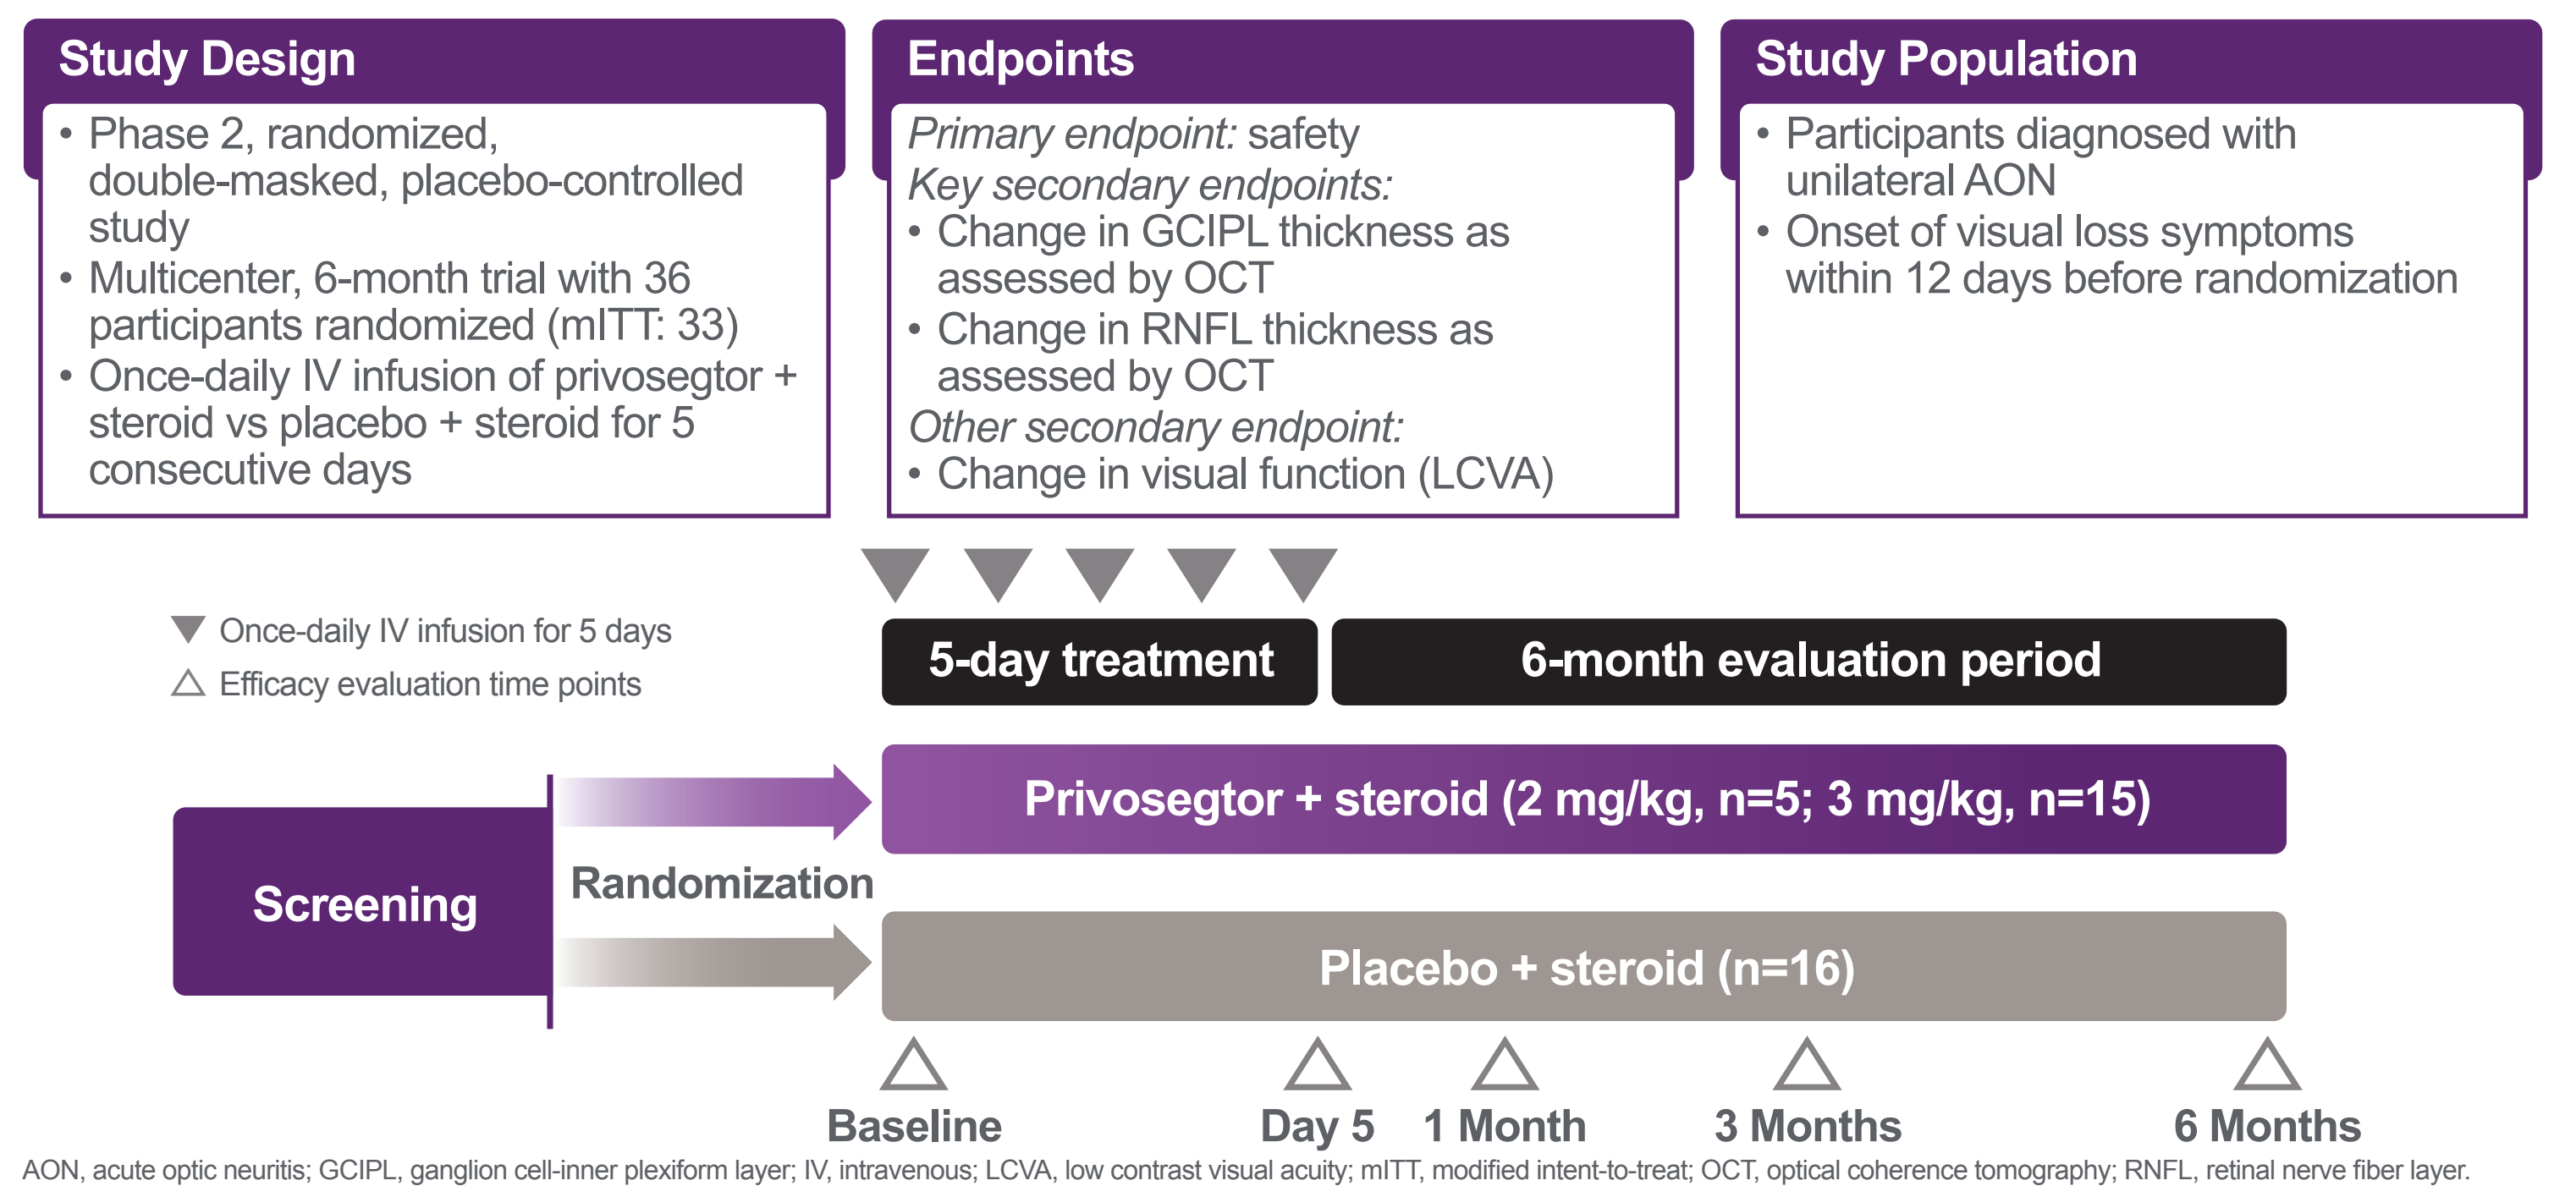 Study Design
• Phase 2, randomized,
double-masked, placebo-controlled
study
• Multicenter, 6-month trial with 36
participants randomized (mITT: 33)
• Once-daily IV infusion of privosegtor +
steroid vs placebo + steroid for 5
consecutive days
Endpoints
Primary endpoint: safety
Key secondary endpoints:
• Change in GCIPL thickness as
assessed by OCT
• Change in RNFL thickness as
assessed by OCT
Other secondary endpoint:
• Change in visual function (LCVA)
Study Population
• Participants diagnosed with
unilateral AON
• Onset of visual loss symptoms
within 12 days before randomization
Once-daily IV infusion for 5 days
Efficacy evaluation time points
5-day treatment
6-month evaluation period
Screening
Randomization
Privosegtor + steroid (2 mg/kg, n=5; 3 mg/kg, n=15)
Placebo + steroid (n=16)
Baseline
Day 5
1 Month
3 Months
6 Months
AON, acute optic neuritis; GCIPL, ganglion cell-inner plexiform layer; IV, intravenous; LCVA, low contrast visual acuity; mITT, modified intent-to-treat; OCT, optical coherence tomography; RNFL, retinal nerve fiber layer.